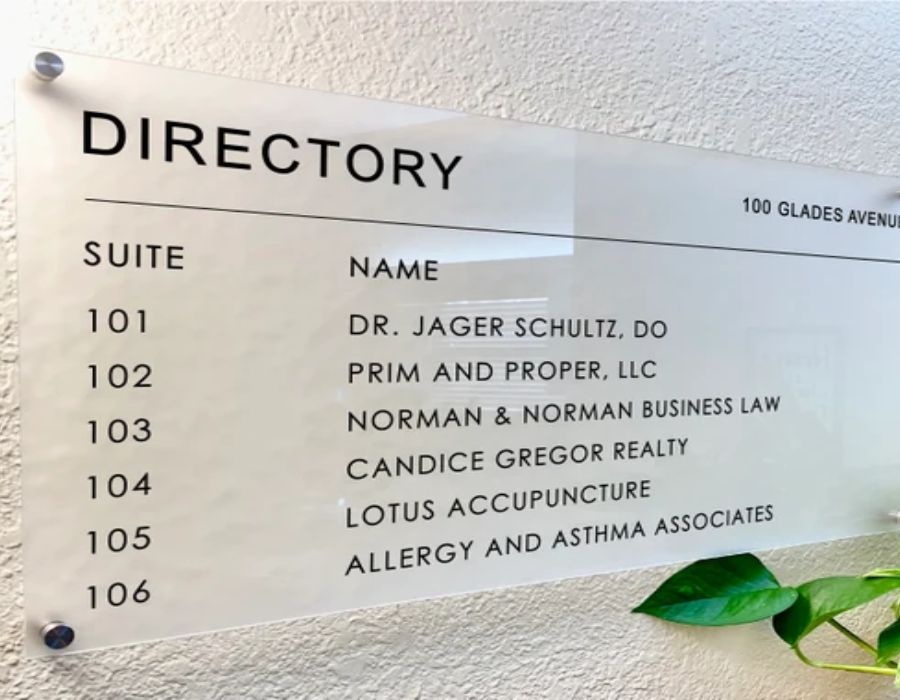 DIRECTORY
100 GLADES
SUITE NAME
101 DR. JAGER SCHULTZ, DO
102 PRIM AND PROPER, LLC
103 NORMAN & NORMAN BUSINESS LAW
104 CANDICE GREGOR REALTY
105 LOTUS ACCUPUNCTURE
106 ALLERGY AND ASTHMA ASSOCIATES